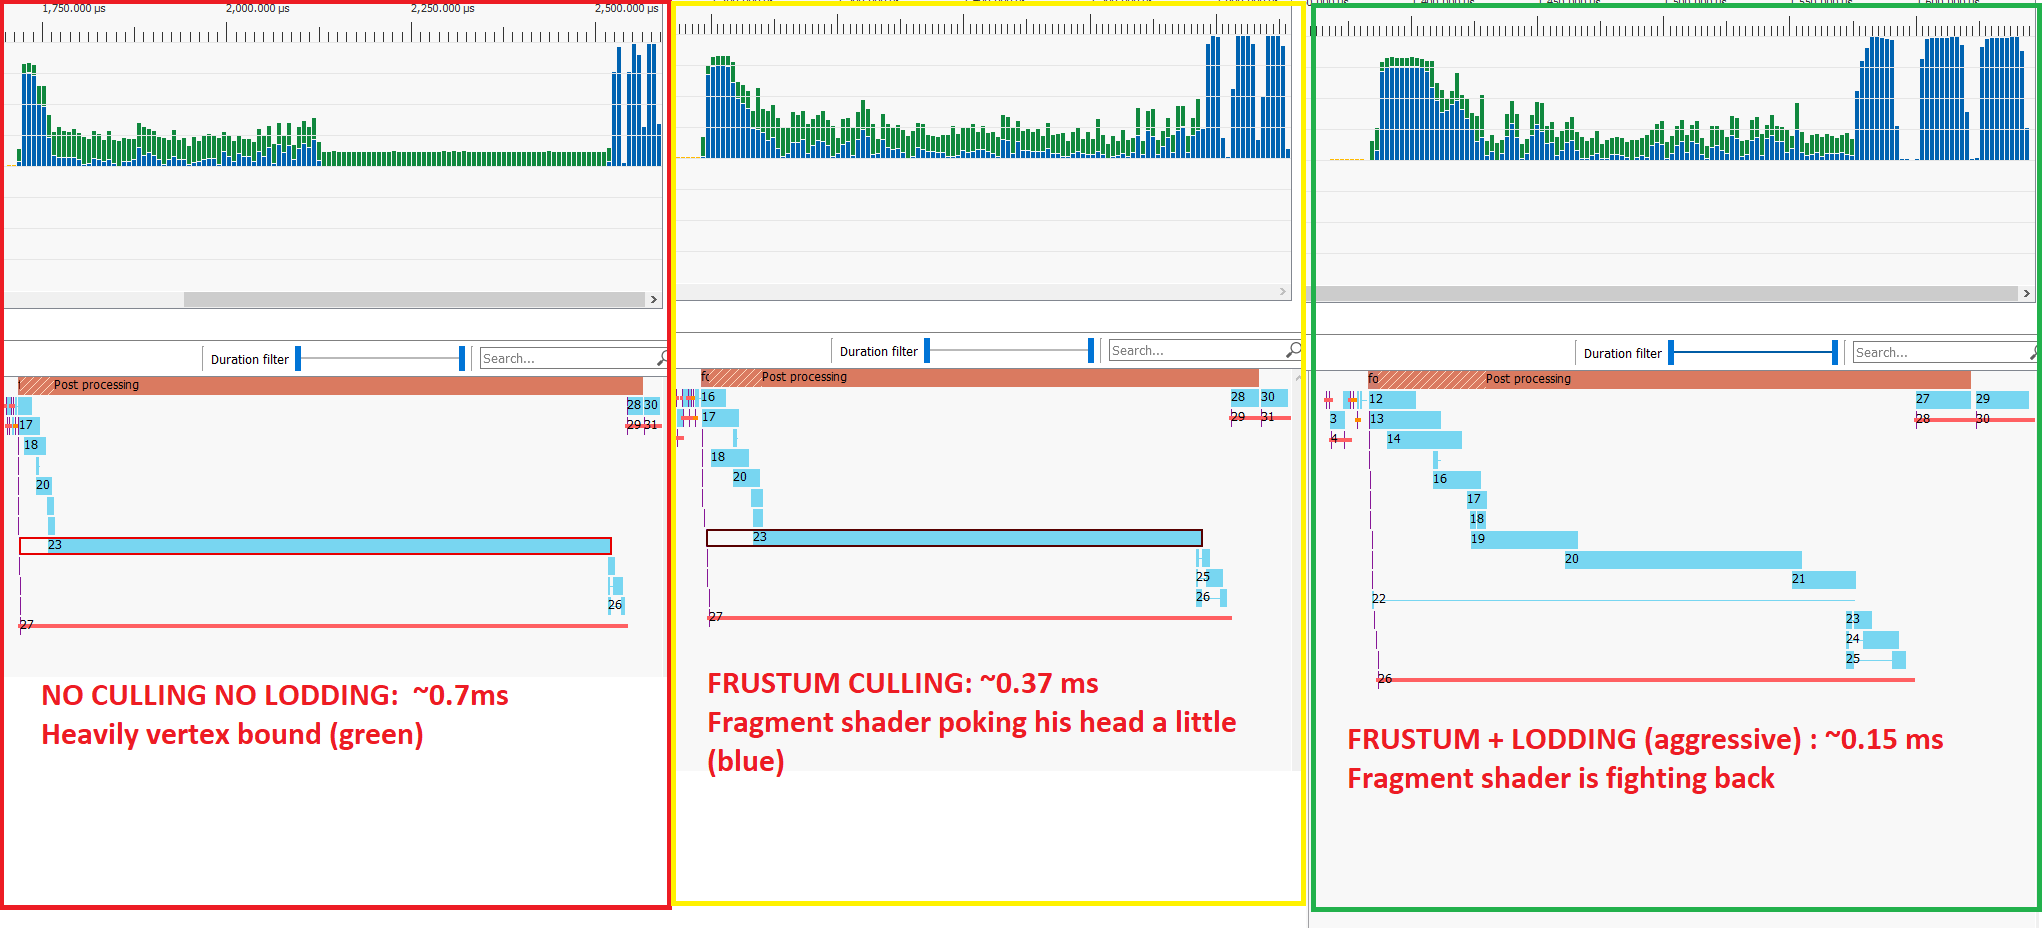 1,750.000 µs
2,000.000 µs
2,250.000 µs
2,500.000 µs
Duration filter
Search...
Post processing
28 30
17
29 31
18
20
23
26
27
NO CULLING NO LODDING: ~0.7ms
Heavily vertex bound (green)
Duration filter
Search...
Post processing
16
28 30
17
29 31
18
20
23
25
26
27
FRUSTUM CULLING: ~0.37 ms
Fragment shader poking his head a little
(blue)
Duration filter
Search...
fo
Post processing
12
27 29
3
13
28 30
4
14
16
17
18
19
20
21
22
23
24
25
26
FRUSTUM + LODDING (aggressive) : ~0.15 ms
Fragment shader is fighting back